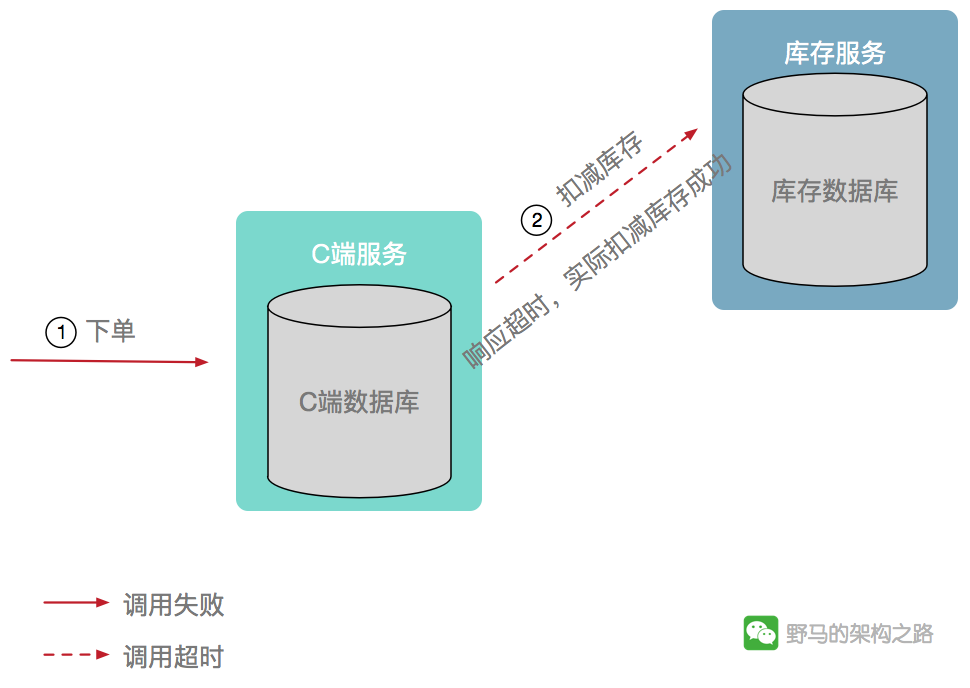 库存服务
库存数据库
② 扣减库存
响应超时，实际扣减库存成功
C端服务
C端数据库
① 下单
调用失败
调用超时
野马的架构之路